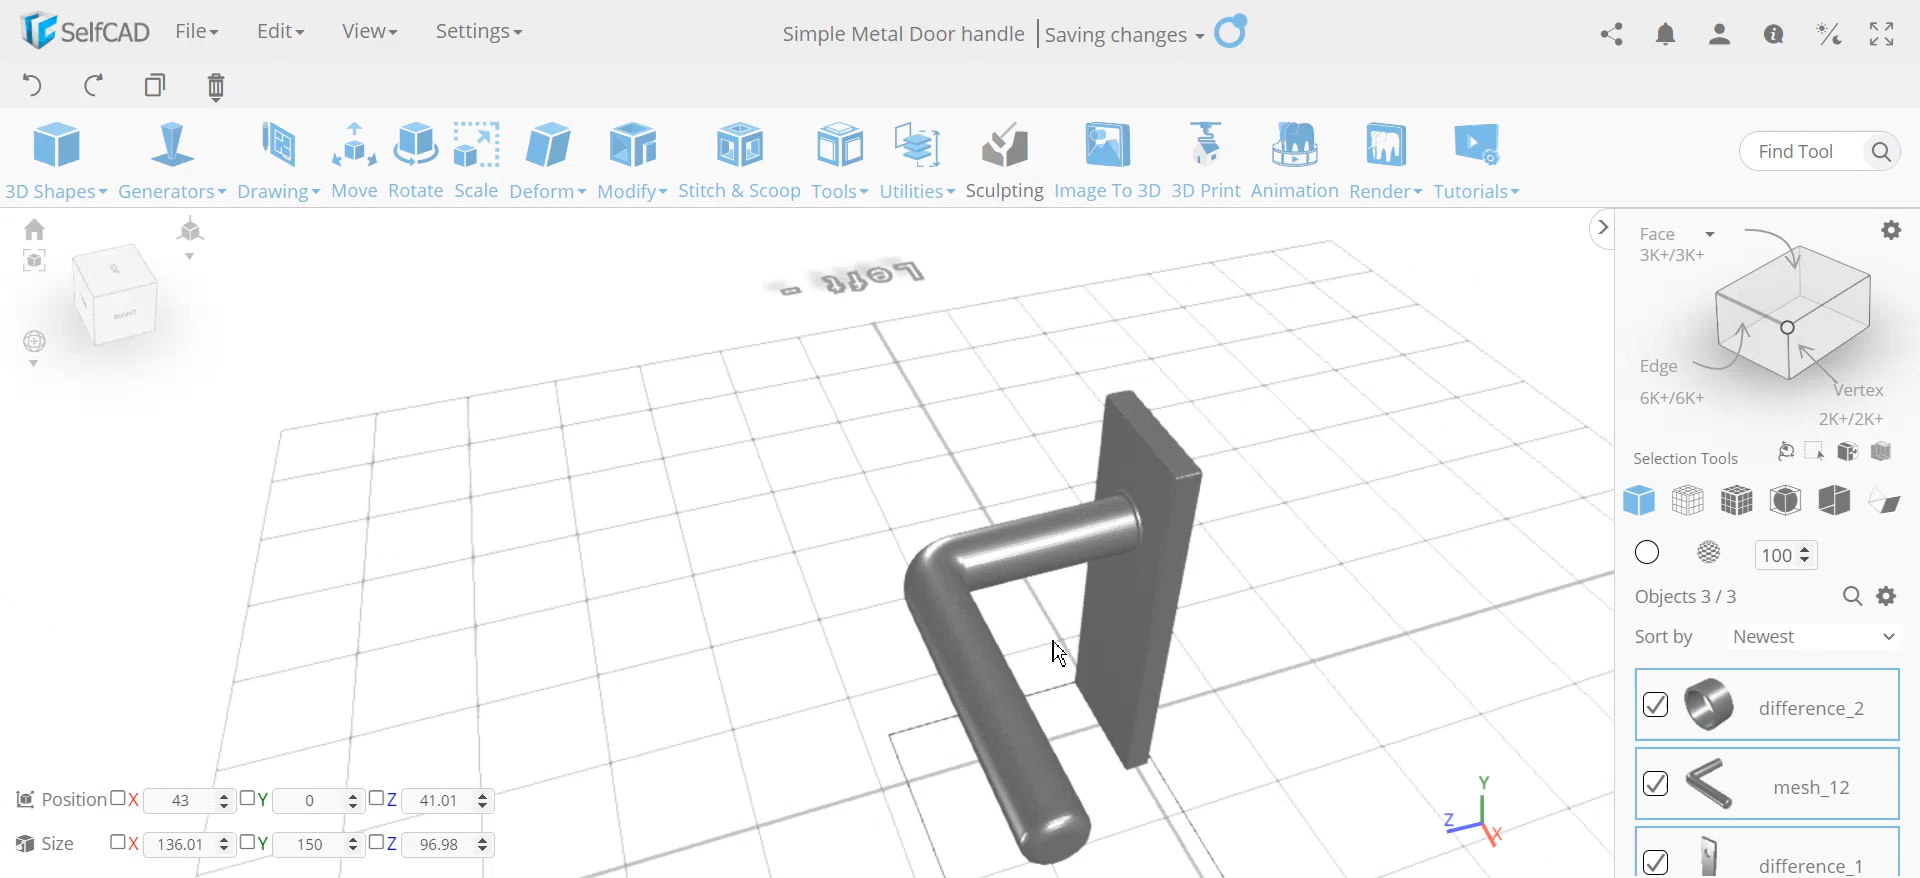 SelfCAD File Edit View Settings
Simple Metal Door handle Saving changes
3D Shapes Generators Drawing Move Rotate Scale Deform Modify Stitch & Scoop Tools Utilities Sculpting Image To 3D 3D Print Animation Render Tutorials
Find Tool
Left -
RIGHT
Face
3K+/3K+
Edge
6K+/6K+
Vertex
2K+/2K+
Selection Tools
100
Objects 3 / 3
Sort by Newest
difference_2
mesh_12
difference_1
Position X 43 Y 0 Z 41.01
Size X 136.01 Y 150 Z 96.98
Y
Z
X